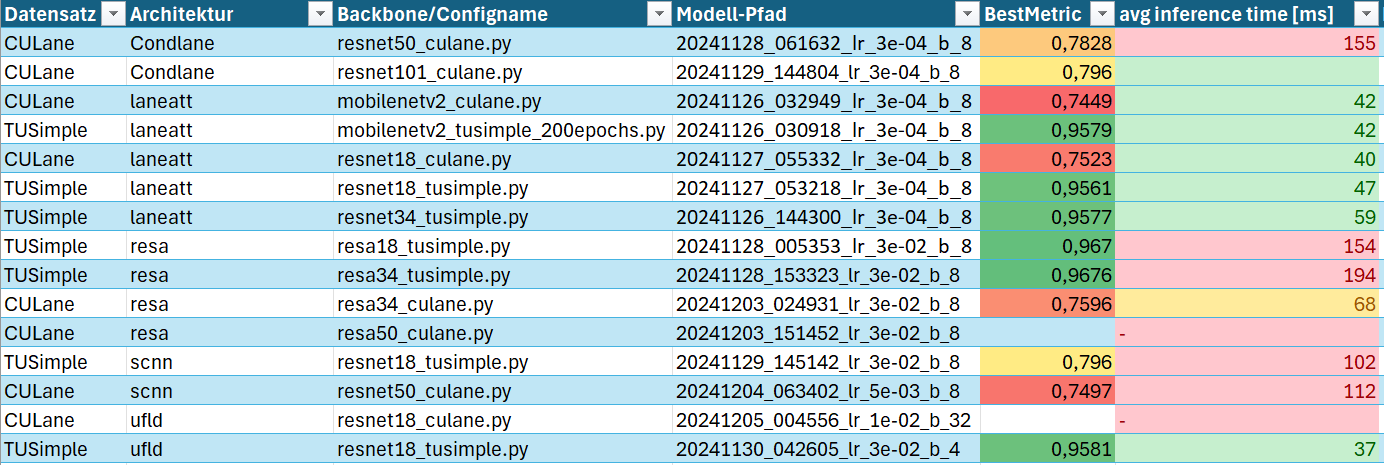 Datensatz Architektur Backbone/Configname Modell-Pfad BestMetric avg inference time [ms]
CULane Condlane resnet50_culane.py 20241128_061632_lr_3e-04_b_8 0,7828 155
CULane Condlane resnet101_culane.py 20241129_144804_lr_3e-04_b_8 0,796
CULane laneatt mobilenetv2_culane.py 20241126_032949_lr_3e-04_b_8 0,7449 42
TUSimple laneatt mobilenetv2_tusimple_200epochs.py 20241126_030918_lr_3e-04_b_8 0,9579 42
CULane laneatt resnet18_culane.py 20241127_055332_lr_3e-04_b_8 0,7523 40
TUSimple laneatt resnet18_tusimple.py 20241127_053218_lr_3e-04_b_8 0,9561 47
TUSimple laneatt resnet34_tusimple.py 20241126_144300_lr_3e-04_b_8 0,9577 59
TUSimple resa resa18_tusimple.py 20241128_005353_lr_3e-02_b_8 0,967 154
TUSimple resa resa34_tusimple.py 20241128_153323_lr_3e-02_b_8 0,9676 194
CULane resa resa34_culane.py 20241203_024931_lr_3e-02_b_8 0,7596 68
CULane resa resa50_culane.py 20241203_151452_lr_3e-02_b_8 -
TUSimple scnn resnet18_tusimple.py 20241129_145142_lr_3e-02_b_8 0,796 102
CULane scnn resnet50_culane.py 20241204_063402_lr_5e-03_b_8 0,7497 112
CULane ufld resnet18_culane.py 20241205_004556_lr_1e-02_b_32 -
TUSimple ufld resnet18_tusimple.py 20241130_042605_lr_3e-02_b_4 0,9581 37